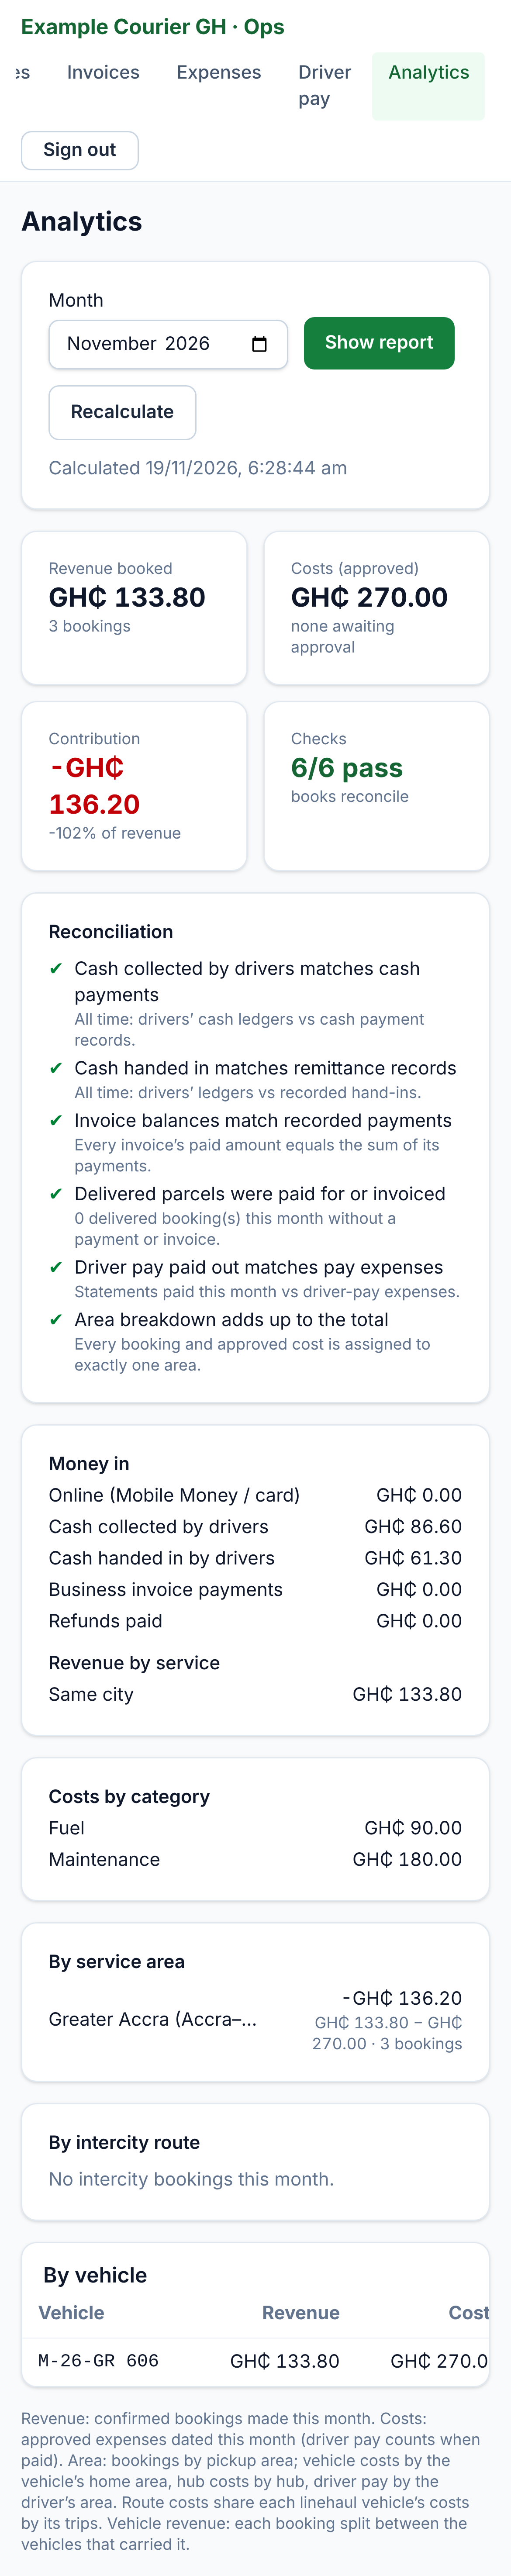 Example Courier GH · Ops
es Invoices Expenses Driver pay Analytics
Sign out
Analytics
Month
November 2026
Show report
Recalculate
Calculated 19/11/2026, 6:28:44 am
Revenue booked
GH₵ 133.80
3 bookings
Costs (approved)
GH₵ 270.00
none awaiting
approval
Contribution
-GH₵
136.20
-102% of revenue
Checks
6/6 pass
books reconcile
Reconciliation
✔ Cash collected by drivers matches cash
payments
All time: drivers’ cash ledgers vs cash payment
records.
✔ Cash handed in matches remittance records
All time: drivers’ ledgers vs recorded hand-ins.
✔ Invoice balances match recorded payments
Every invoice’s paid amount equals the sum of its
payments.
✔ Delivered parcels were paid for or invoiced
0 delivered booking(s) this month without a
payment or invoice.
✔ Driver pay paid out matches pay expenses
Statements paid this month vs driver-pay expenses.
✔ Area breakdown adds up to the total
Every booking and approved cost is assigned to
exactly one area.
Money in
Online (Mobile Money / card) GH₵ 0.00
Cash collected by drivers GH₵ 86.60
Cash handed in by drivers GH₵ 61.30
Business invoice payments GH₵ 0.00
Refunds paid GH₵ 0.00
Revenue by service
Same city GH₵ 133.80
Costs by category
Fuel GH₵ 90.00
Maintenance GH₵ 180.00
By service area
Greater Accra (Accra–... -GH₵ 136.20
GH₵ 133.80 − GH₵
270.00 · 3 bookings
By intercity route
No intercity bookings this month.
By vehicle
Vehicle Revenue Cost
M-26-GR 606 GH₵ 133.80 GH₵ 270.0
Revenue: confirmed bookings made this month. Costs:
approved expenses dated this month (driver pay counts when
paid). Area: bookings by pickup area; vehicle costs by the
vehicle’s home area, hub costs by hub, driver pay by the
driver’s area. Route costs share each linehaul vehicle’s costs
by its trips. Vehicle revenue: each booking split between the
vehicles that carried it.